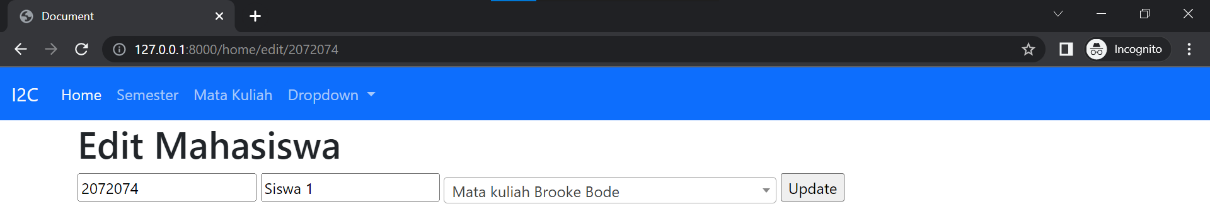 Document
127.0.0.1:8000/home/edit/2072074
Incognito
I2C Home Semester Mata Kuliah Dropdown
Edit Mahasiswa
2072074 Siswa 1 Mata kuliah Brooke Bode Update